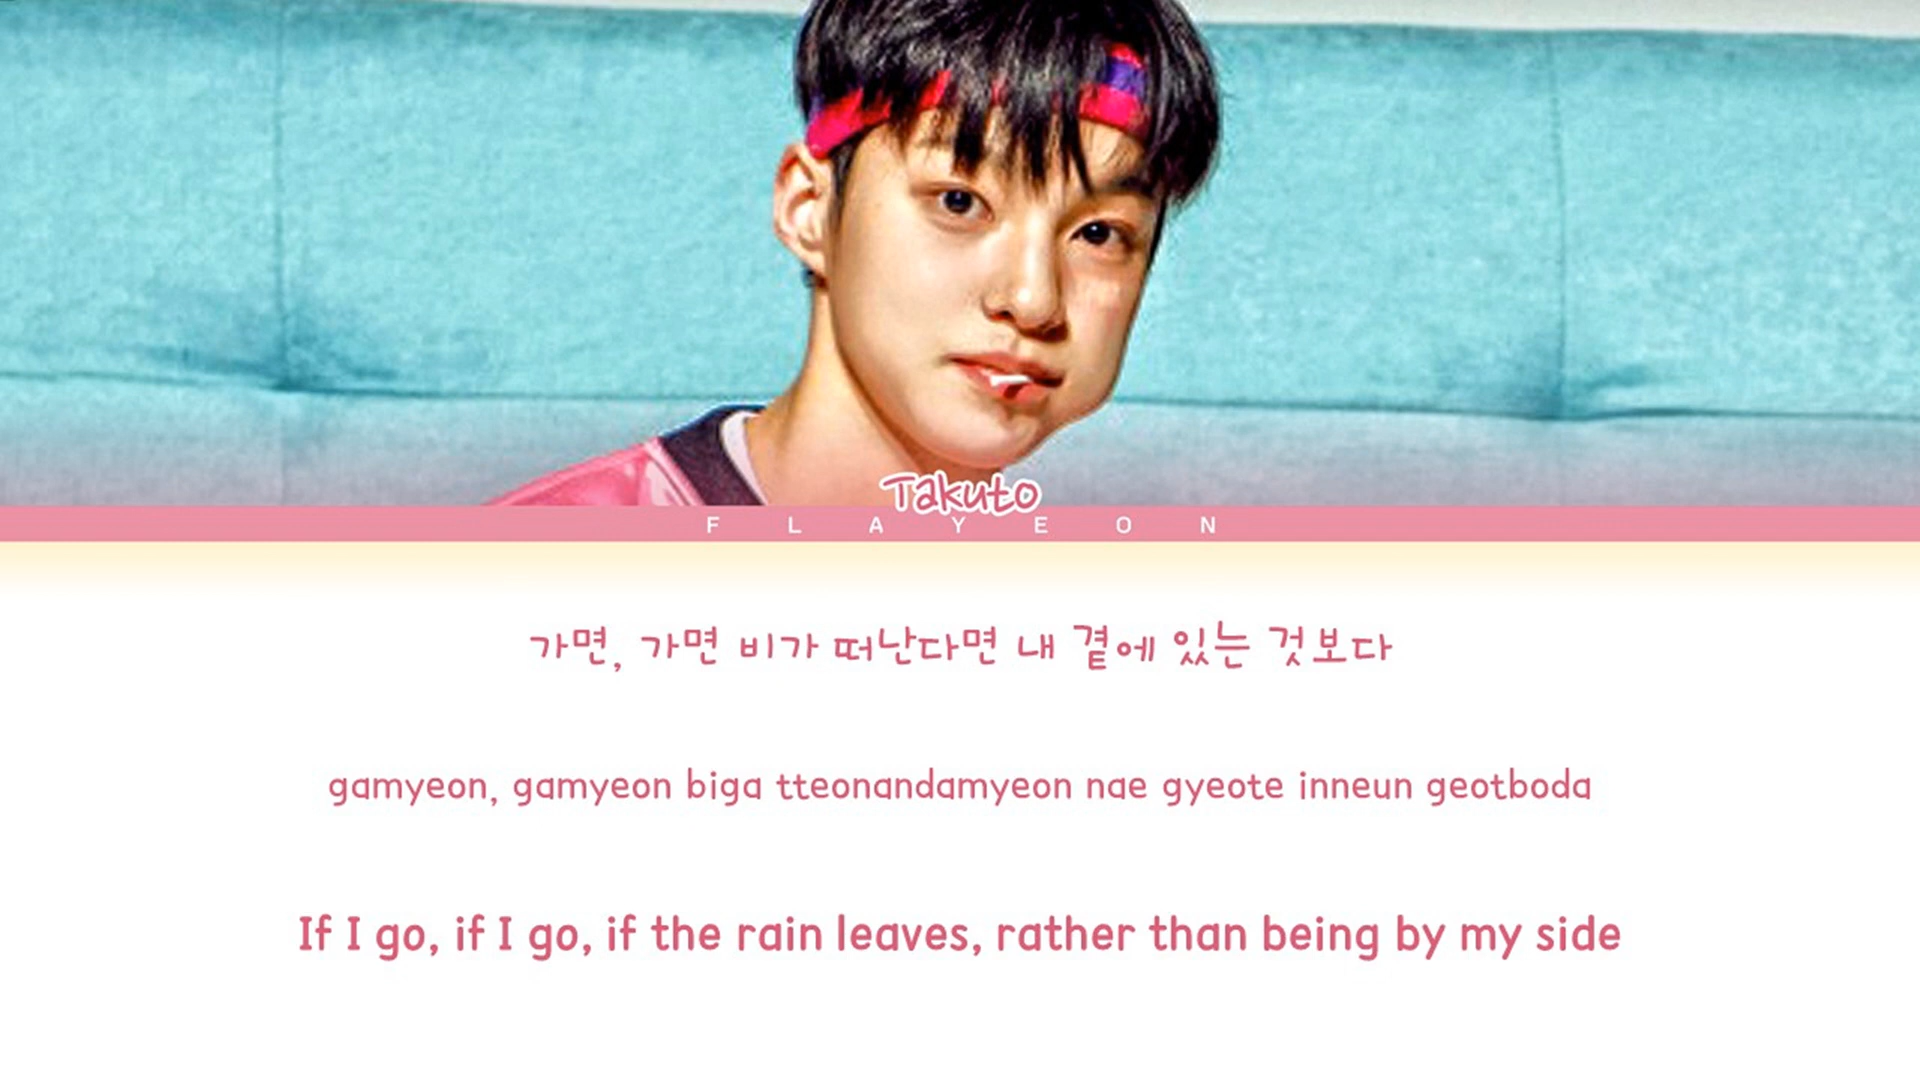 Takuto
FLAYEON
가면, 가면 비가 떠난다면 내 곁에 있는 것보다
gamyeon, gamyeon biga tteonandamyeon nae gyeote inneun geotboda
If I go, if I go, if the rain leaves, rather than being by my side